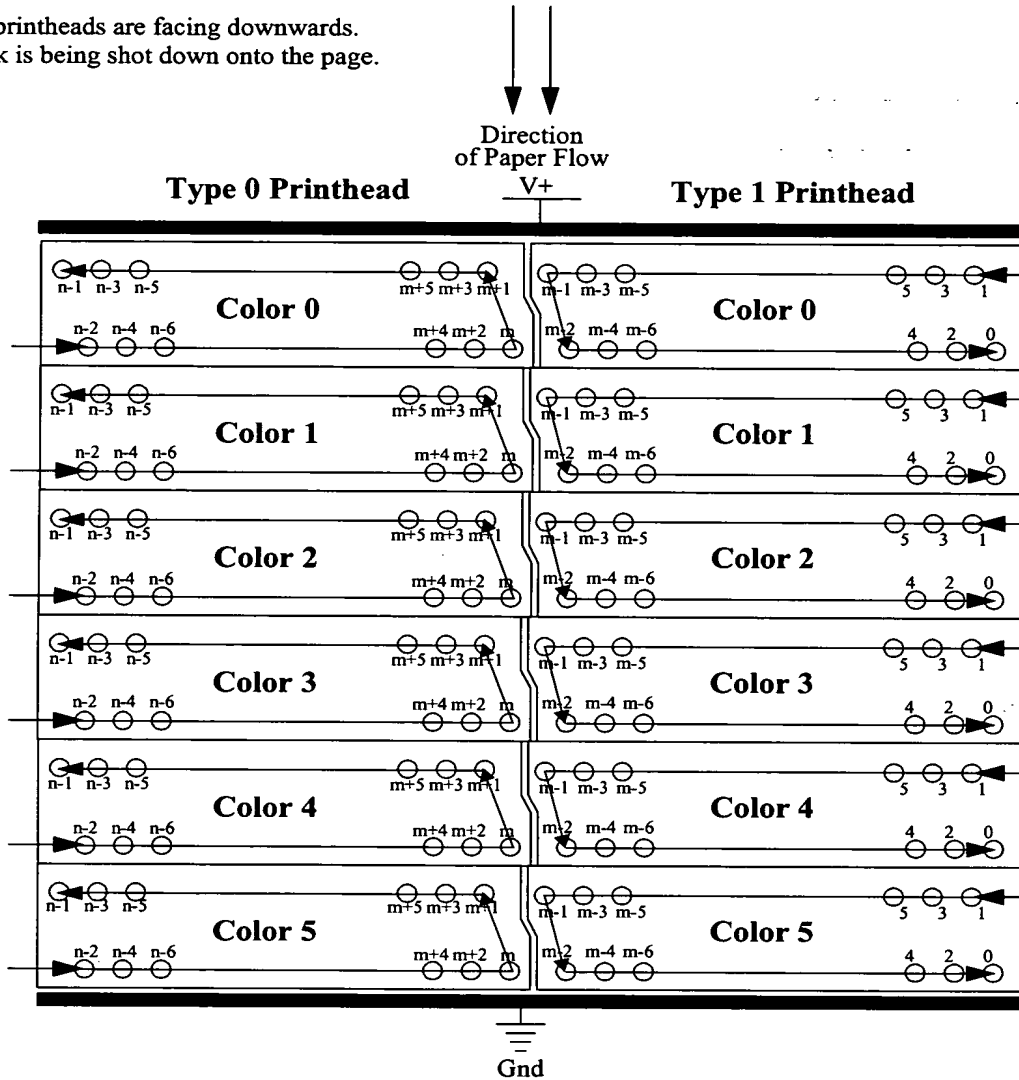 printheads are facing downwards.
k is being shot down onto the page.
Direction
of Paper Flow
Type 0 Printhead
V+
Type 1 Printhead
n-1 n-3 n-5
m+5 m+3 m+1
m-1 m-3 m-5
5 3 1
Color 0
Color 0
n-2 n-4 n-6
m+4 m+2 m
m-2 m-4 m-6
4 2 0
n-1 n-3 n-5
m+5 m+3 m+1
m-1 m-3 m-5
5 3 1
Color 1
Color 1
n-2 n-4 n-6
m+4 m+2 m
m-2 m-4 m-6
4 2 0
n-1 n-3 n-5
m+5 m+3 m+1
m-1 m-3 m-5
5 3 1
Color 2
Color 2
n-2 n-4 n-6
m+4 m+2 m
m-2 m-4 m-6
4 2 0
n-1 n-3 n-5
m+5 m+3 m+1
m-1 m-3 m-5
5 3 1
Color 3
Color 3
n-2 n-4 n-6
m+4 m+2 m
m-2 m-4 m-6
4 2 0
n-1 n-3 n-5
m+5 m+3 m+1
m-1 m-3 m-5
5 3 1
Color 4
Color 4
n-2 n-4 n-6
m+4 m+2 m
m-2 m-4 m-6
4 2 0
n-1 n-3 n-5
m+5 m+3 m+1
m-1 m-3 m-5
5 3 1
Color 5
Color 5
n-2 n-4 n-6
m+4 m+2 m
m-2 m-4 m-6
4 2 0
Gnd